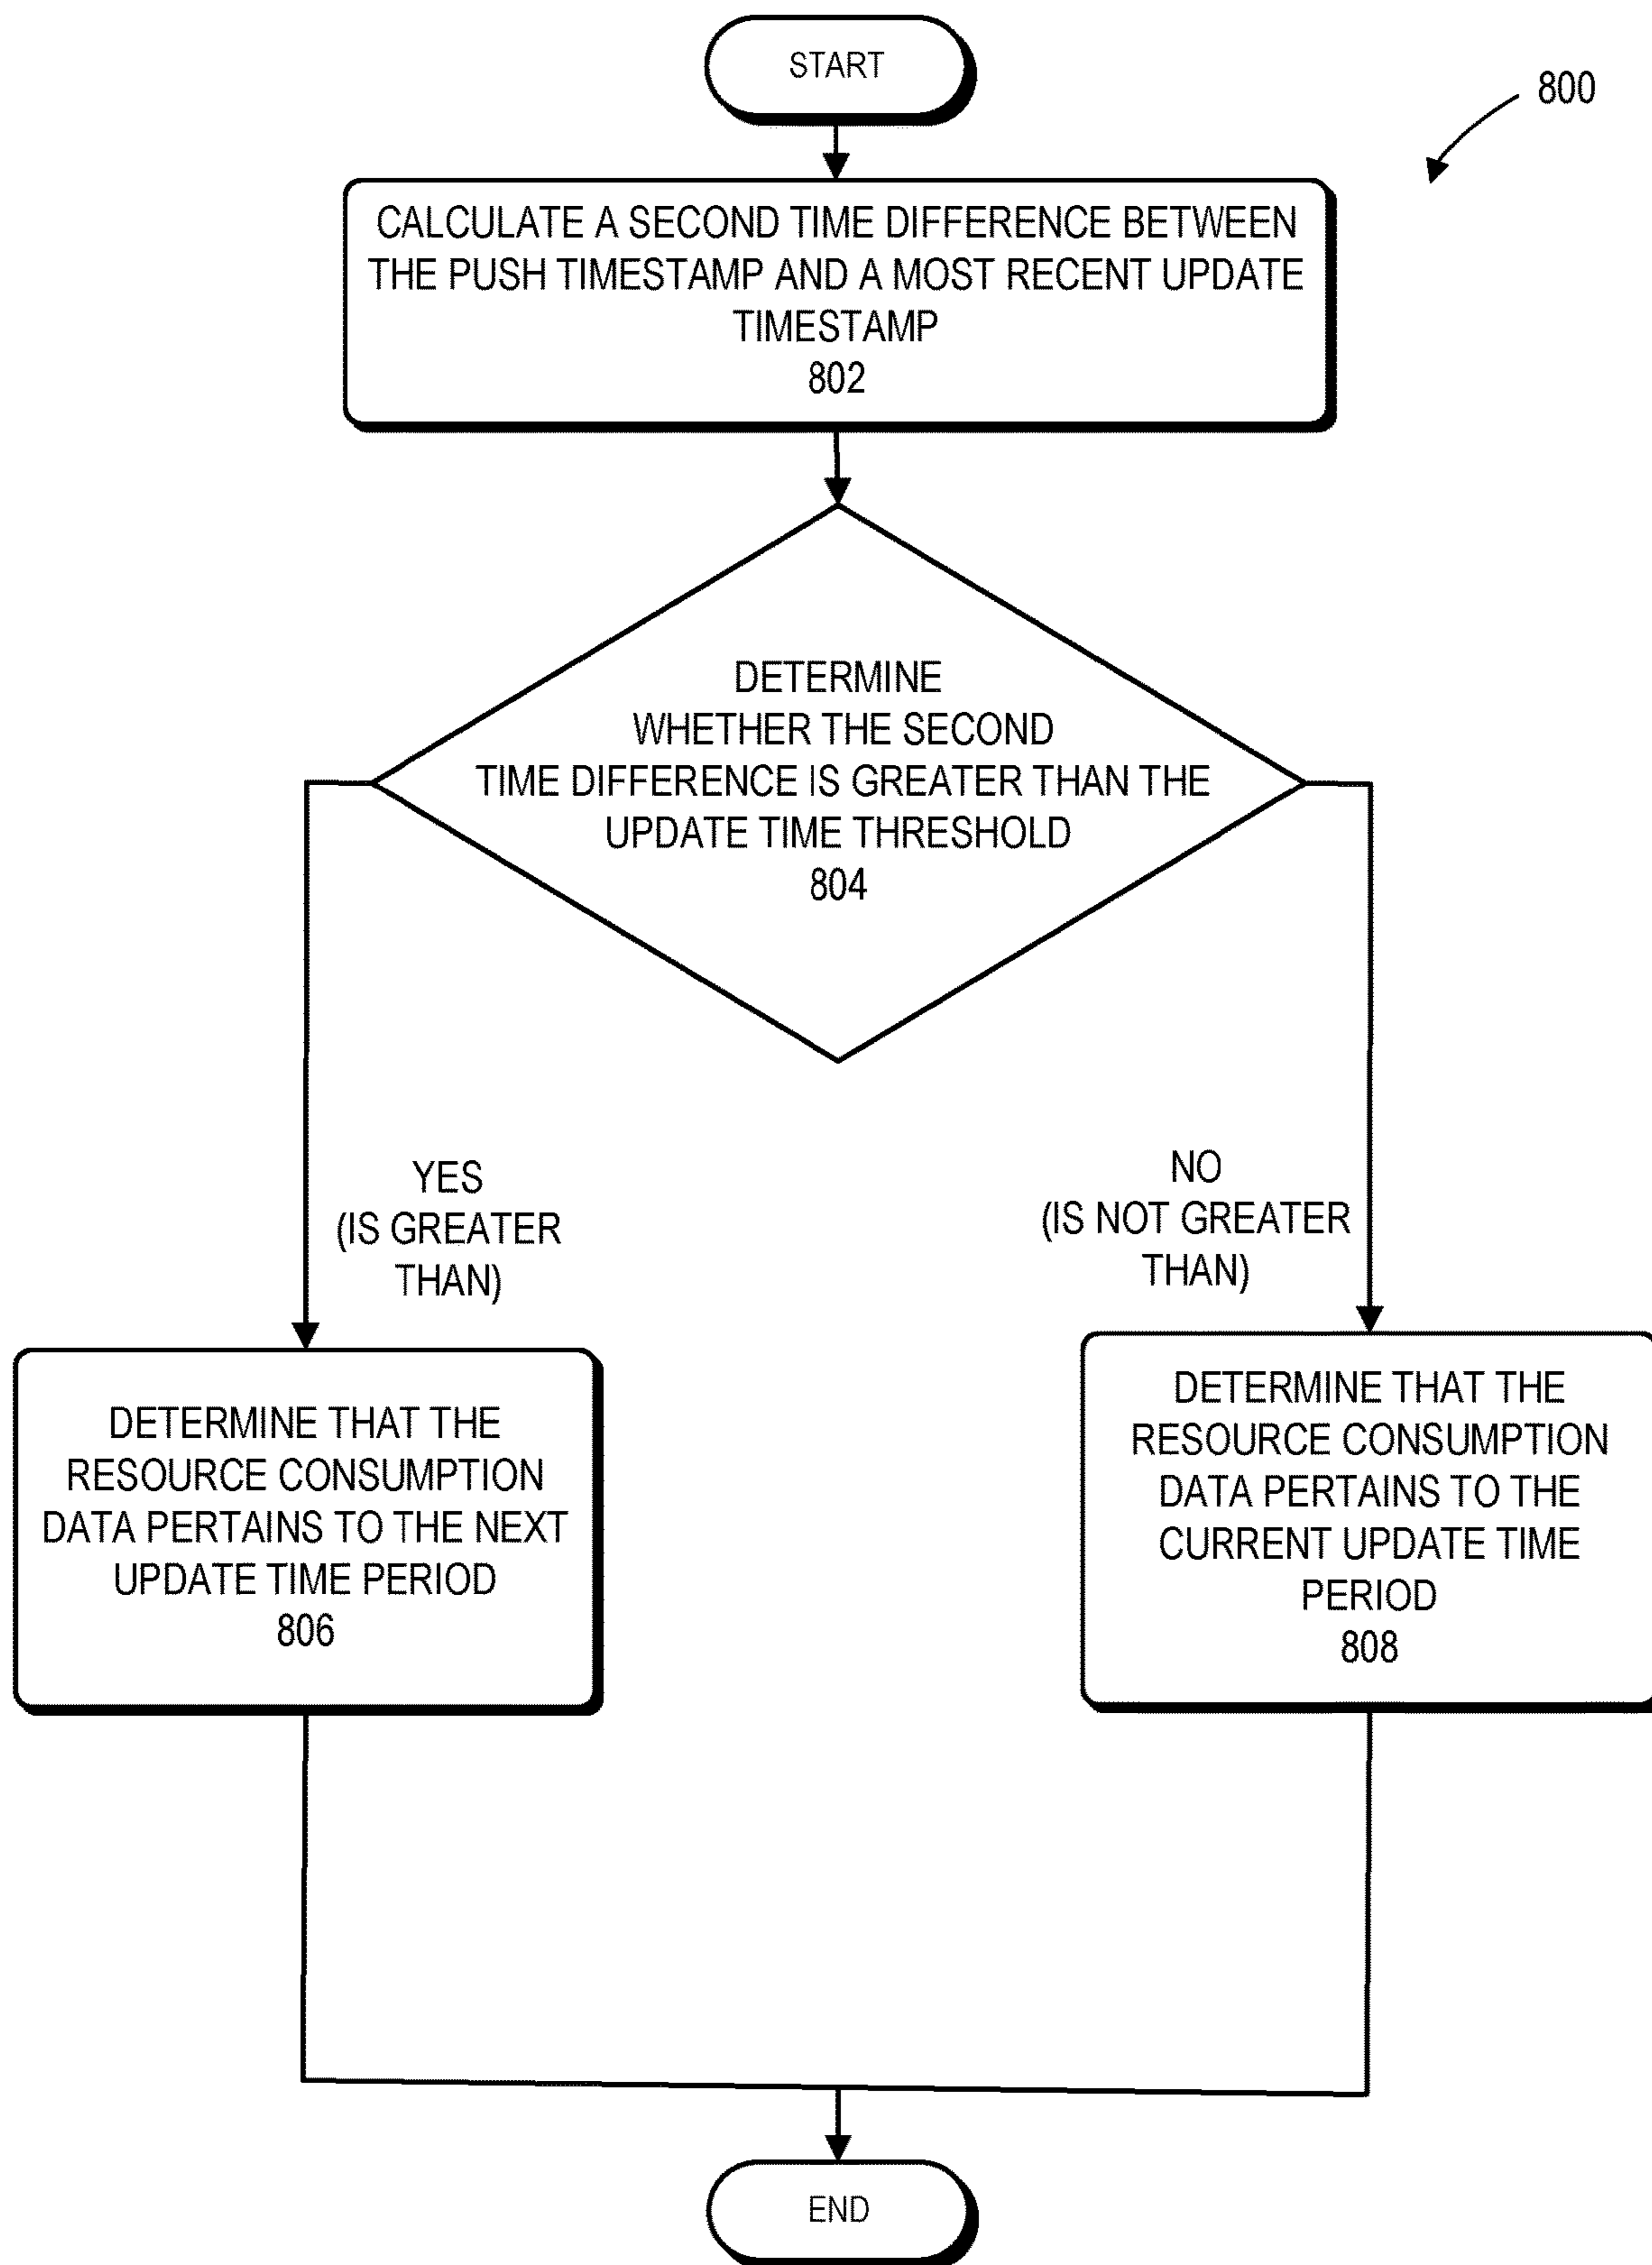 START
800
CALCULATE A SECOND TIME DIFFERENCE BETWEEN
THE PUSH TIMESTAMP AND A MOST RECENT UPDATE
TIMESTAMP
802
DETERMINE
WHETHER THE SECOND
TIME DIFFERENCE IS GREATER THAN THE
UPDATE TIME THRESHOLD
804
YES
(IS GREATER
THAN)
NO
(IS NOT GREATER
THAN)
DETERMINE THAT THE
RESOURCE CONSUMPTION
DATA PERTAINS TO THE NEXT
UPDATE TIME PERIOD
806
DETERMINE THAT THE
RESOURCE CONSUMPTION
DATA PERTAINS TO THE
CURRENT UPDATE TIME
PERIOD
808
END